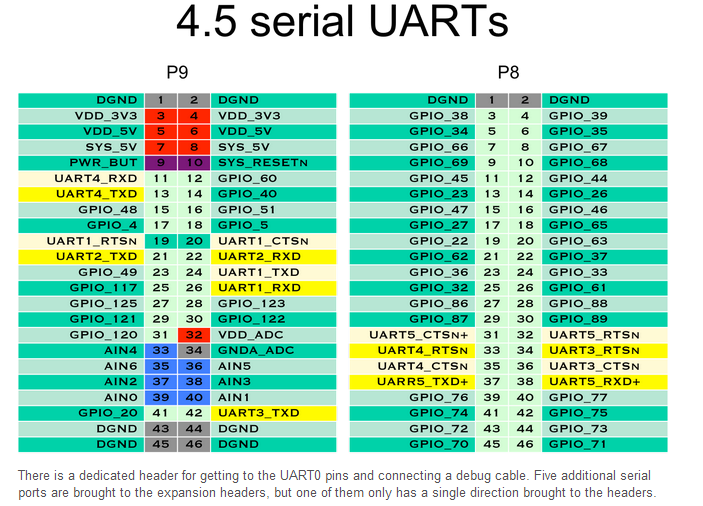 4.5 serial UARTs
P9 P8
DGND 1 2 DGND DGND 1 2 DGND
VDD_3V3 3 4 VDD_3V3 GPIO_38 3 4 GPIO_39
VDD_5V 5 6 VDD_5V GPIO_34 5 6 GPIO_35
SYS_5V 7 8 SYS_5V GPIO_66 7 8 GPIO_67
PWR_BUT 9 10 SYS_RESETN GPIO_69 9 10 GPIO_68
UART4_RXD 11 12 GPIO_60 GPIO_45 11 12 GPIO_44
UART4_TXD 13 14 GPIO_40 GPIO_23 13 14 GPIO_26
GPIO_48 15 16 GPIO_51 GPIO_47 15 16 GPIO_46
GPIO_4 17 18 GPIO_5 GPIO_27 17 18 GPIO_65
UART1_RTSN 19 20 UART1_CTSN GPIO_22 19 20 GPIO_63
UART2_TXD 21 22 UART2_RXD GPIO_62 21 22 GPIO_37
GPIO_49 23 24 UART1_TXD GPIO_36 23 24 GPIO_33
GPIO_117 25 26 UART1_RXD GPIO_32 25 26 GPIO_61
GPIO_125 27 28 GPIO_123 GPIO_86 27 28 GPIO_88
GPIO_121 29 30 GPIO_122 GPIO_87 29 30 GPIO_89
GPIO_120 31 32 VDD_ADC UART5_CTSN+ 31 32 UART5_RTSN
AIN4 33 34 GNDA_ADC UART4_RTSN 33 34 UART3_RTSN
AIN6 35 36 AIN5 UART4_CTSN 35 36 UART3_CTSN
AIN2 37 38 AIN3 UARR5_TXD+ 37 38 UART5_RXD+
AIN0 39 40 AIN1 GPIO_76 39 40 GPIO_77
GPIO_20 41 42 UART3_TXD GPIO_74 41 42 GPIO_75
DGND 43 44 DGND GPIO_72 43 44 GPIO_73
DGND 45 46 DGND GPIO_70 45 46 GPIO_71
There is a dedicated header for getting to the UART0 pins and connecting a debug cable. Five additional serial
ports are brought to the expansion headers, but one of them only has a single direction brought to the headers.